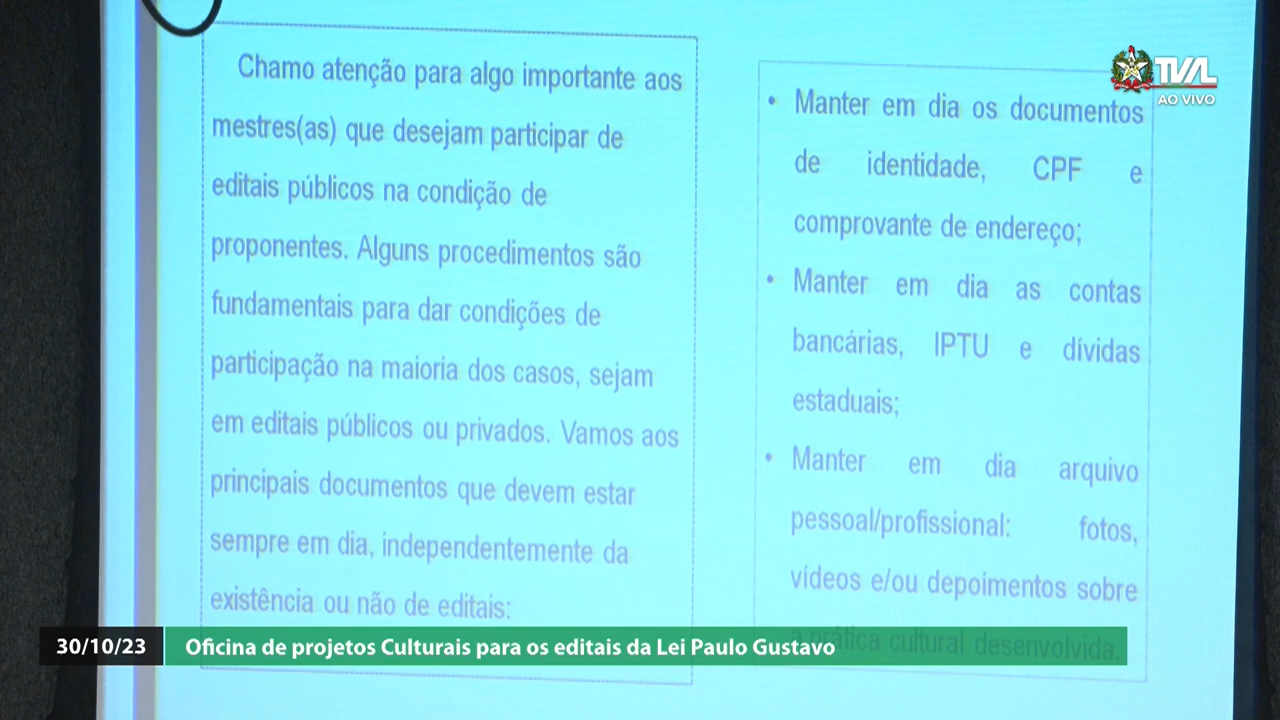 Chamo atenção para algo importante aos
mestres(as) que desejam participar de
editais públicos na condição de
proponentes. Alguns procedimentos são
fundamentais para dar condições de
participação na maioria dos casos, sejam
em editais públicos ou privados. Vamos aos
principais documentos que devem estar
sempre em dia, independentemente da
existência ou não de editais:
• Manter em dia os documentos
de identidade, CPF e
comprovante de endereço;
• Manter em dia as contas
bancárias, IPTU e dívidas
estaduais;
• Manter em dia arquivo
pessoal/profissional: fotos,
vídeos e/ou depoimentos sobre
a prática cultural desenvolvida.
TVAL
AO VIVO
30/10/23
Oficina de projetos Culturais para os editais da Lei Paulo Gustavo